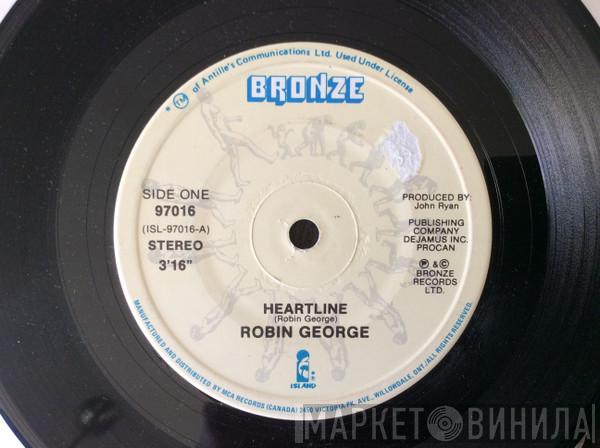 * ™ of Antille's Communications Ltd. Used Under License
BRONZE
SIDE ONE
97016
(ISL-97016-A)
STEREO
3'16"
PRODUCED BY:
John Ryan
PUBLISHING
COMPANY
DEJAMUS INC.
PROCAN
℗ & ©
BRONZE
RECORDS
LTD.
HEARTLINE
(Robin George)
ROBIN GEORGE
ISLAND
MANUFACTURED AND DISTRIBUTED BY MCA RECORDS (CANADA) 2450 VICTORIA PK. AVE., WILLOWDALE, ONT./ALL RIGHTS RESERVED.
МАРКЕТ ВИНИЛА